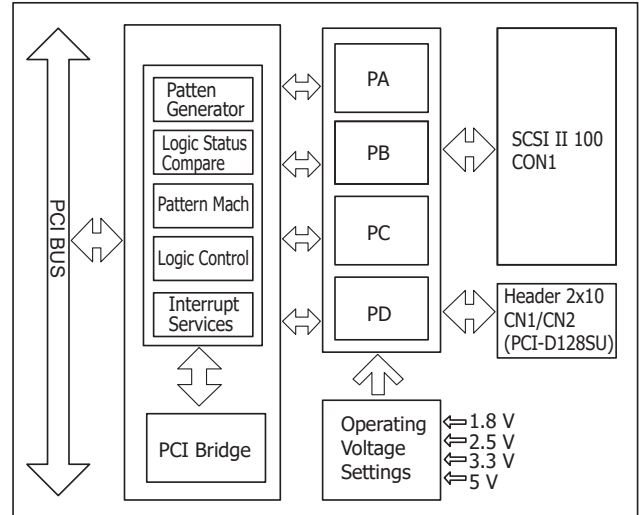 PCI BUS
Patten
Generator
Logic Status
Compare
Pattern Mach
Logic Control
Interrupt
Services
PCI Bridge
PA
PB
PC
PD
Operating
Voltage
Settings
1.8 V
2.5 V
3.3 V
5 V
SCSI II 100
CON1
Header 2x10
CN1/CN2
(PCI-D128SU)